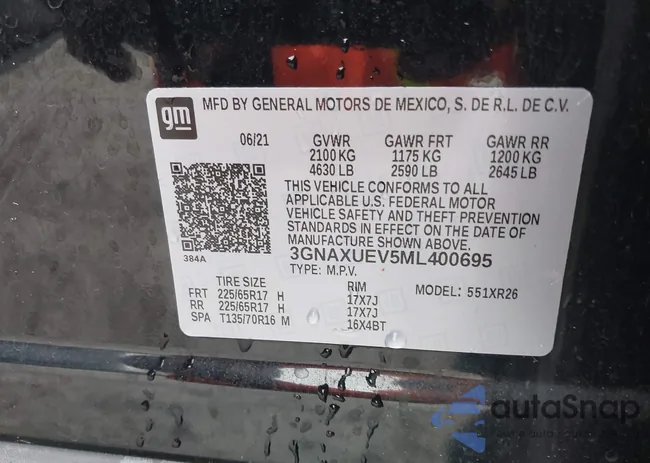 gm
MFD BY GENERAL MOTORS DE MEXICO, S. DE R.L. DE C.V.
06/21 GVWR GAWR FRT GAWR RR
2100 KG 1175 KG 1200 KG
4630 LB 2590 LB 2645 LB
THIS VEHICLE CONFORMS TO ALL
APPLICABLE U.S. FEDERAL MOTOR
VEHICLE SAFETY AND THEFT PREVENTION
STANDARDS IN EFFECT ON THE DATE OF
MANUFACTURE SHOWN ABOVE.
384A
3GNAXUEV5ML400695
TYPE: M.P.V.
TIRE SIZE RIM MODEL: 551XR26
FRT 225/65R17 H 17X7J
RR 225/65R17 H 17X7J
SPA T135/70R16 M 16X4BT
autoSnap